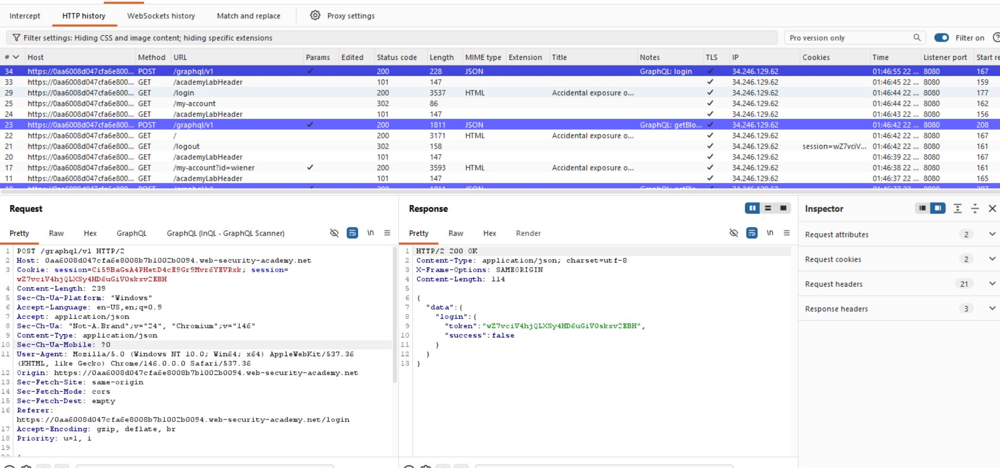 Intercept HTTP history WebSockets history Match and replace Proxy settings
Filter settings: Hiding CSS and image content; hiding specific extensions Pro version only Filter on
# Host Method URL Params Edited Status code Length MIME type Extension Title Notes TLS IP Cookies Time Listener port Start re
34 https://0aa6008d047cfa6e800... POST /graphql/v1 ✓ 200 228 JSON GraphQL: login ✓ 34.246.129.62 01:46:55 22 ... 8080 167
33 https://0aa6008d047cfa6e800... GET /academyLabHeader 101 147 ✓ 34.246.129.62 01:46:45 22 ... 8080 159
29 https://0aa6008d047cfa6e800... GET /login 200 3537 HTML Accidental exposure o... ✓ 34.246.129.62 01:46:44 22 ... 8080 177
25 https://0aa6008d047cfa6e800... GET /my-account 302 86 ✓ 34.246.129.62 01:46:44 22 ... 8080 162
24 https://0aa6008d047cfa6e800... GET /academyLabHeader 101 147 ✓ 34.246.129.62 01:46:43 22 ... 8080 156
23 https://0aa6008d047cfa6e800... POST /graphql/v1 ✓ 200 1811 JSON GraphQL: getBlo... ✓ 34.246.129.62 01:46:42 22 ... 8080 208
22 https://0aa6008d047cfa6e800... GET / 200 3171 HTML Accidental exposure o... ✓ 34.246.129.62 01:46:42 22 ... 8080 167
21 https://0aa6008d047cfa6e800... GET /logout 302 158 ✓ 34.246.129.62 session=wZ7vciV... 01:46:42 22 ... 8080 161
20 https://0aa6008d047cfa6e800... GET /academyLabHeader 101 147 ✓ 34.246.129.62 01:46:39 22 ... 8080 167
17 https://0aa6008d047cfa6e800... GET /my-account?id=wiener ✓ 200 3593 HTML Accidental exposure o... ✓ 34.246.129.62 01:46:38 22 ... 8080 161
11 https://0aa6008d047cfa6e800... GET /academyLabHeader 101 147 ✓ 34.246.129.62 01:46:37 22 ... 8080 165
Request
Pretty Raw Hex GraphQL GraphQL (InQL - GraphQL Scanner) \n
1 POST /graphql/v1 HTTP/2
2 Host: 0aa6008d047cfa6e8008b7b1002b0094.web-security-academy.net
3 Cookie: session=Ci59BaGsA4PHetD4cE9Gr9Mvr6YEVRxk; session=
wZ7vciV4hjQLXSy4HD6uGiV0skxv2EBH
4 Content-Length: 239
5 Sec-Ch-Ua-Platform: "Windows"
6 Accept-Language: en-US,en;q=0.9
7 Accept: application/json
8 Sec-Ch-Ua: "Not-A.Brand";v="24", "Chromium";v="146"
9 Content-Type: application/json
10 Sec-Ch-Ua-Mobile: ?0
11 User-Agent: Mozilla/5.0 (Windows NT 10.0; Win64; x64) AppleWebKit/537.36
(KHTML, like Gecko) Chrome/146.0.0.0 Safari/537.36
12 Origin: https://0aa6008d047cfa6e8008b7b1002b0094.web-security-academy.net
13 Sec-Fetch-Site: same-origin
14 Sec-Fetch-Mode: cors
15 Sec-Fetch-Dest: empty
16 Referer:
https://0aa6008d047cfa6e8008b7b1002b0094.web-security-academy.net/login
17 Accept-Encoding: gzip, deflate, br
18 Priority: u=1, i
19
Response
Pretty Raw Hex Render \n
1 HTTP/2 200 OK
2 Content-Type: application/json; charset=utf-8
3 X-Frame-Options: SAMEORIGIN
4 Content-Length: 114
5
6 {
7 "data":{
8 "login":{
9 "token":"wZ7vciV4hjQLXSy4HD6uGiV0skxv2EBH",
10 "success":false
11 }
12 }
13 }
Inspector
Request attributes 2
Request cookies 2
Request headers 21
Response headers 3